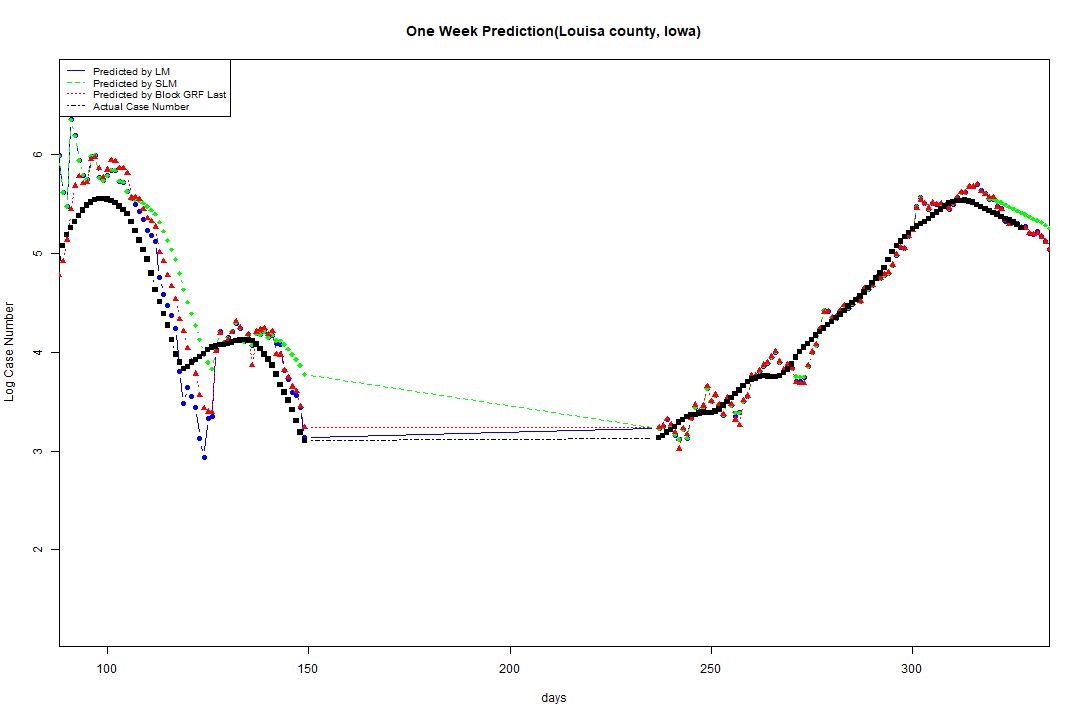 One Week Prediction(Louisa county, Iowa)
Predicted by LM
Predicted by SLM
Predicted by Block GRF Last
Actual Case Number
6
5
4
3
2
Log Case Number
100 150 200 250 300
days